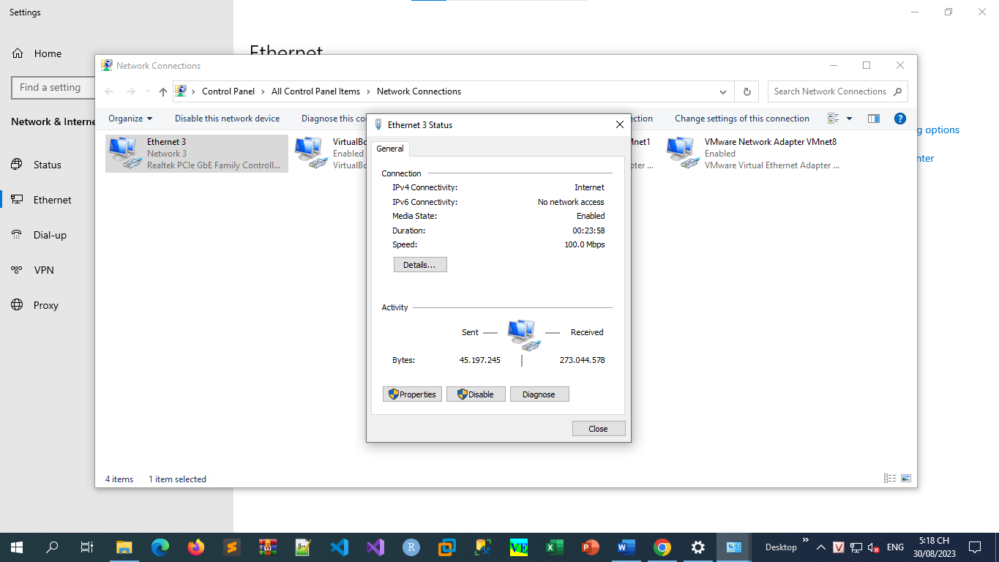 Settings
Home
Find a setting
Network & Interne
Status
Ethernet
Dial-up
VPN
Proxy
Ethernet
Network Connections
Control Panel
All Control Panel Items
Network Connections
Search Network Connections
Organize
Disable this network device
Diagnose this co
ction
Change settings of this connection
Ethernet 3
Network 3
Realtek PCIe GbE Family Controll...
VirtualBo
Enabled
VirtualBo
Mnet1
pter ...
VMware Network Adapter VMnet8
Enabled
VMware Virtual Ethernet Adapter ...
g options
nter
Ethernet 3 Status
General
Connection
IPv4 Connectivity: Internet
IPv6 Connectivity: No network access
Media State: Enabled
Duration: 00:23:58
Speed: 100.0 Mbps
Details...
Activity
Sent Received
Bytes: 45.197.245 273.044.578
Properties Disable Diagnose
Close
4 items 1 item selected
Desktop
ENG
5:18 CH
30/08/2023